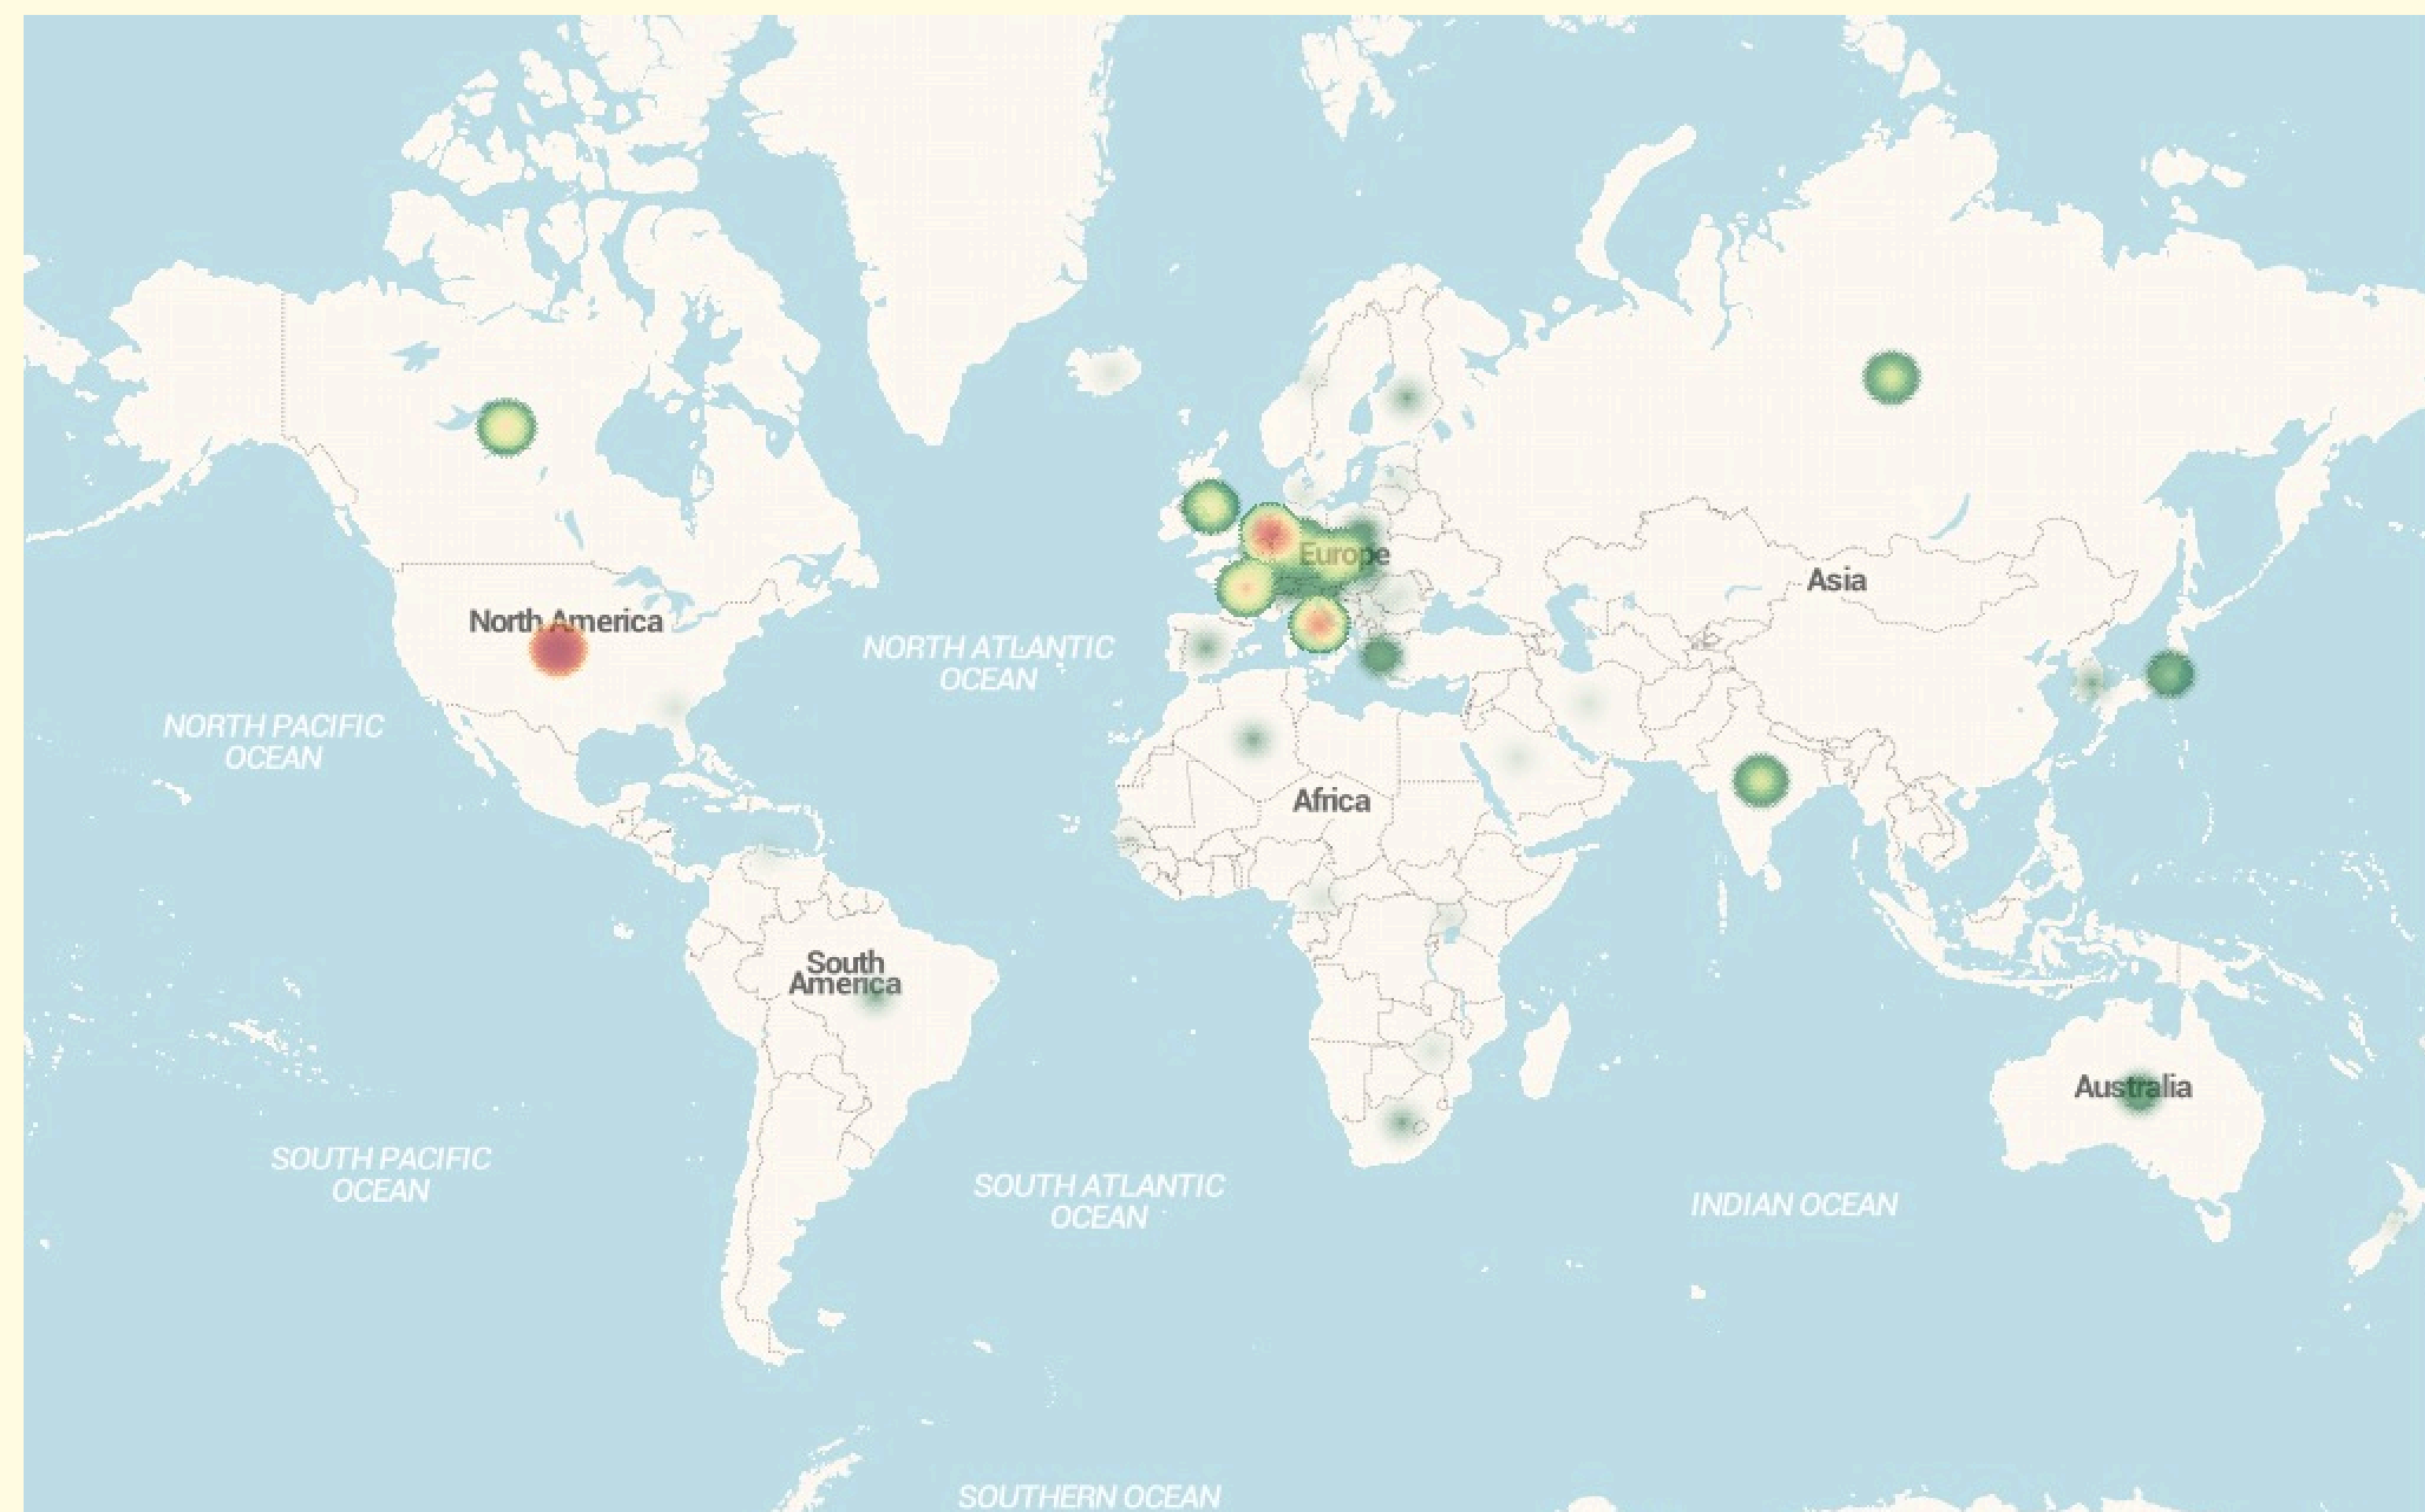 Europe
Asia
North America
NORTH ATLANTIC
OCEAN
NORTH PACIFIC
OCEAN
Africa
South
America
Australia
SOUTH PACIFIC
OCEAN
SOUTH ATLANTIC
OCEAN
INDIAN OCEAN
SOUTHERN OCEAN